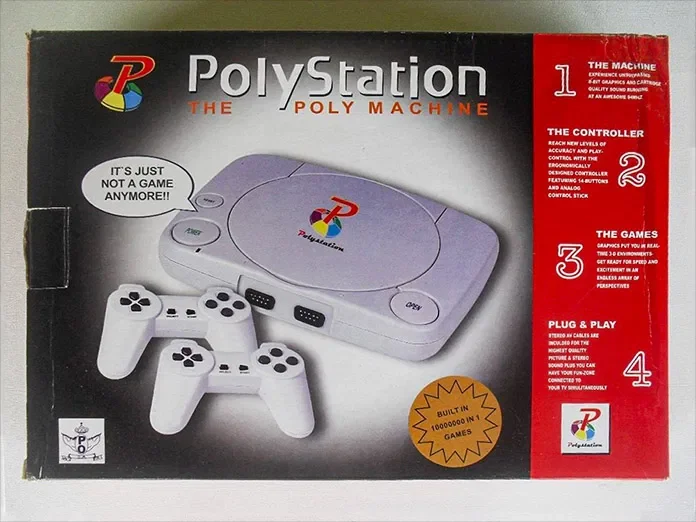 P
PolyStation
THE POLY MACHINE
IT`S JUST
NOT A GAME
ANYMORE!!
RESET
POWER
P
Polystation
OPEN
BUILT IN
10000000 IN 1
GAMES
PO
1
THE MACHINE
8-BIT GRAPHICS AND CARTRIDGE
QUALITY SOUND RUNNING
AT AN AWESOME
THE CONTROLLER
2
REACH NEW LEVELS OF
ACCURACY AND PLAY-
CONTROL WITH THE
ERGONOMICALLY
DESIGNED CONTROLLER
FEATURING 14-BUTTONS
AND ANALOG
CONTROL STICK
THE GAMES
3
GRAPHICS PUT YOU IN REAL-
TIME 3-D ENVIRONMENTS-
GET READY FOR SPEED AND
EXCITEMENT IN AN
ENDLESS ARRAY OF
PERSPECTIVES
PLUG & PLAY
4
STEREO AV CABLES ARE
INCULDED FOR THE
HIGHEST QUALITY
PICTURE & STEREO
SOUND PLUS YOU CAN
HAVE YOUR FUN-ZONE
CONNECTED TO
YOUR TV SIMULTANEOUSLY
P
Polystation